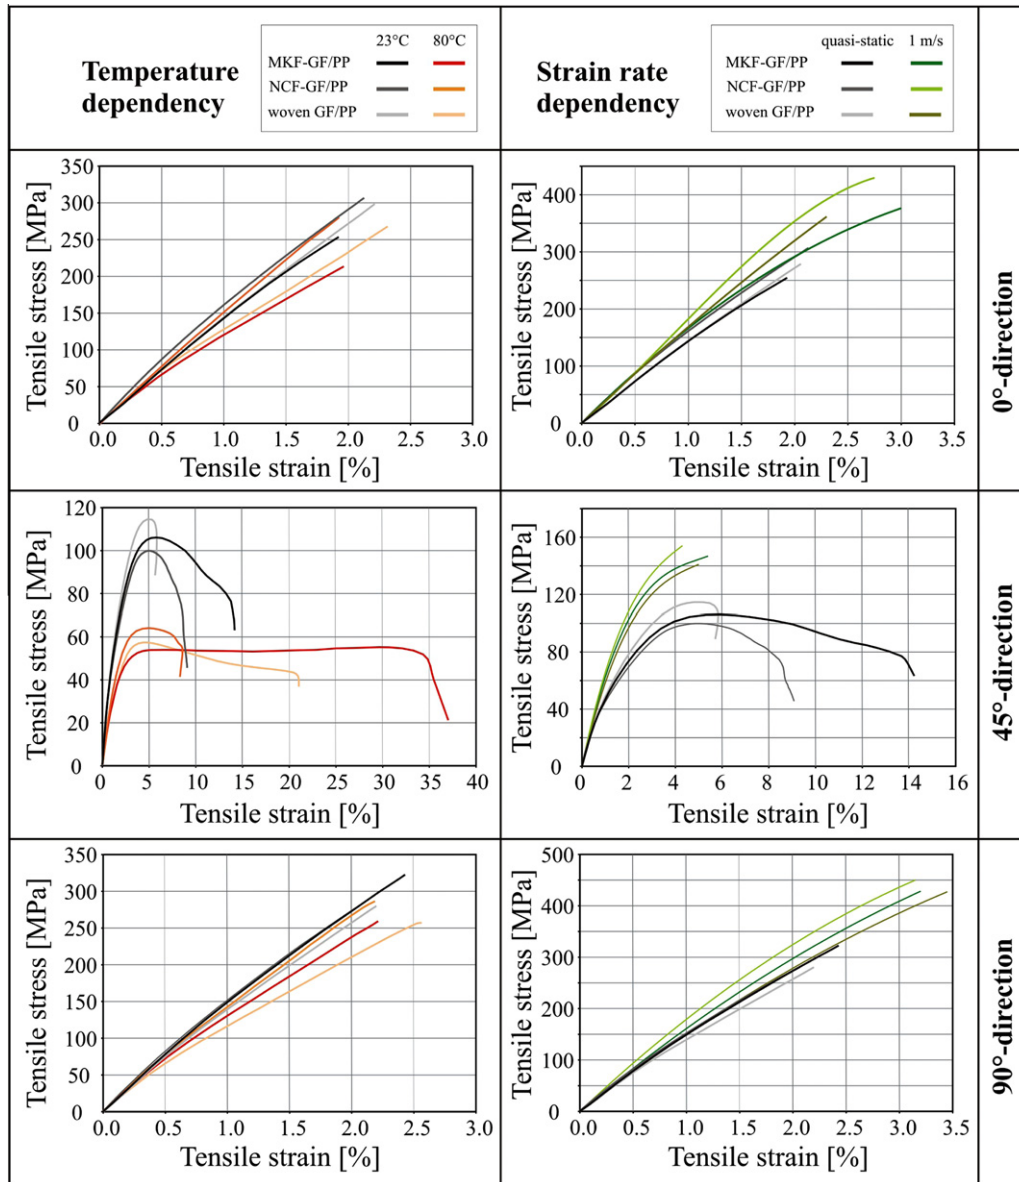 Temperature
dependency
23°C 80°C
MKF-GF/PP
NCF-GF/PP
woven GF/PP
Strain rate
dependency
quasi-static 1 m/s
MKF-GF/PP
NCF-GF/PP
woven GF/PP
Tensile stress [MPa]
350
300
250
200
150
100
50
0
0.0 0.5 1.0 1.5 2.0 2.5 3.0
Tensile strain [%]
Tensile stress [MPa]
400
300
200
100
0
0.0 0.5 1.0 1.5 2.0 2.5 3.0 3.5
Tensile strain [%]
0°-direction
Tensile stress [MPa]
120
100
80
60
40
20
0
0 5 10 15 20 25 30 35 40
Tensile strain [%]
Tensile stress [MPa]
160
120
80
40
0
0 2 4 6 8 10 12 14 16
Tensile strain [%]
45°-direction
Tensile stress [MPa]
350
300
250
200
150
100
50
0
0.0 0.5 1.0 1.5 2.0 2.5 3.0
Tensile strain [%]
Tensile stress [MPa]
500
400
300
200
100
0
0.0 0.5 1.0 1.5 2.0 2.5 3.0 3.5
Tensile strain [%]
90°-direction